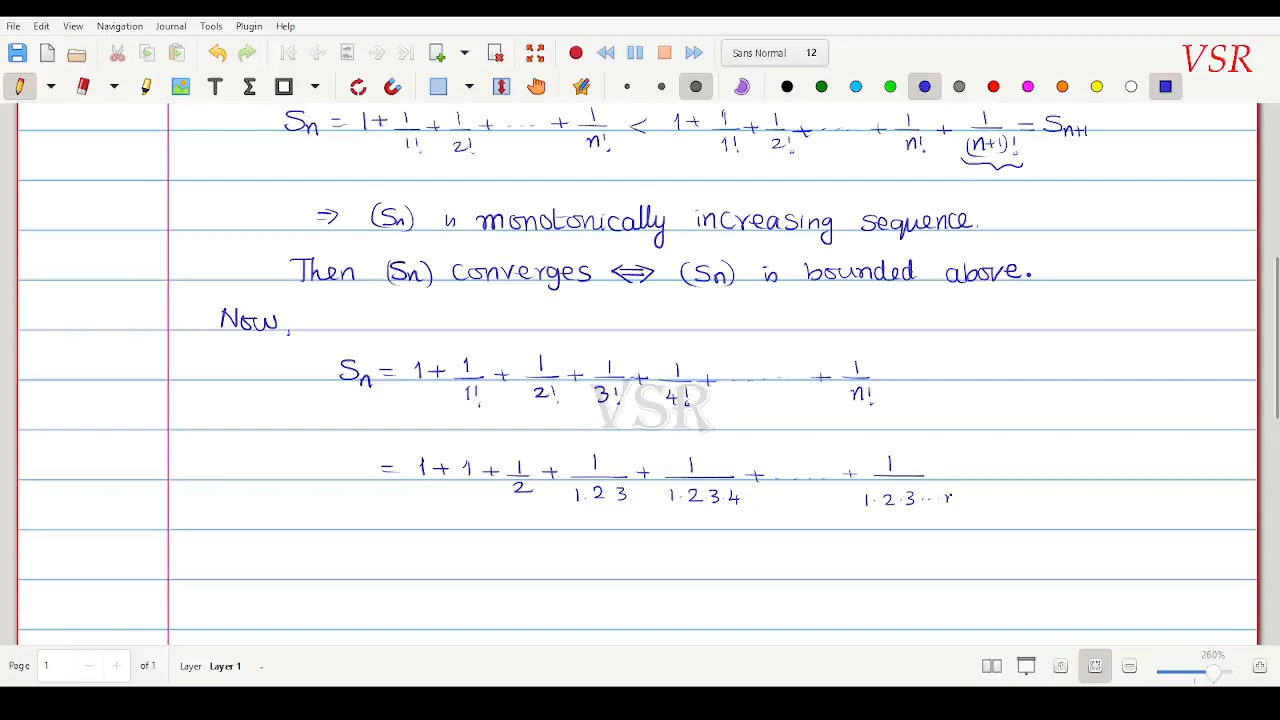 File Edit View Navigation Journal Tools Plugin Help
Sans Normal 12
VSR
Sn = 1 + 1/1! + 1/2! + ..... + 1/n! < 1 + 1/1! + 1/2! + ..... + 1/n! + 1/(n+1)! = Sn+1
⇒ (Sn) is monotonically increasing sequence.
Then (Sn) converges ⇔ (Sn) is bounded above.
Now,
Sn = 1 + 1/1! + 1/2! + 1/3! + 1/4! + ........ + 1/n!
VSR
= 1 + 1 + 1/2 + 1/1·2·3 + 1/1·2·3·4 + ...... + 1/1·2·3···
Page 1 of 1 Layer Layer 1 260%